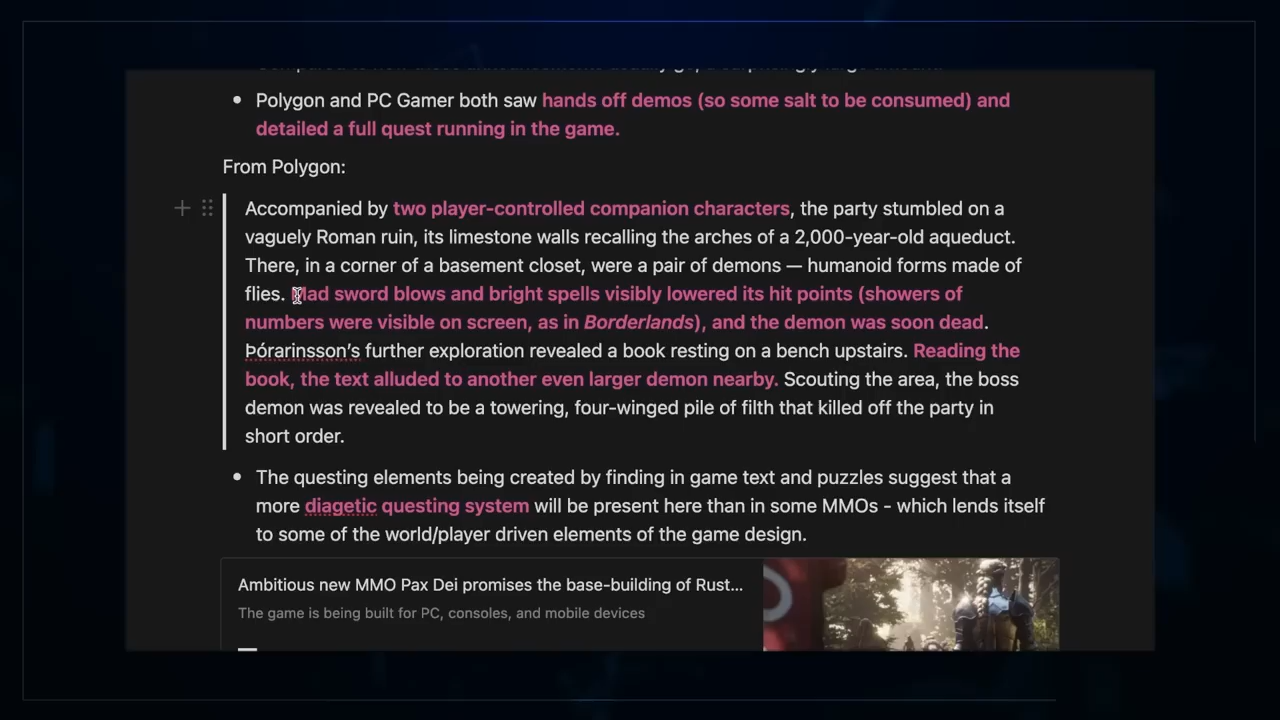 Polygon and PC Gamer both saw hands off demos (so some salt to be consumed) and
detailed a full quest running in the game.
From Polygon:
Accompanied by two player-controlled companion characters, the party stumbled on a
vaguely Roman ruin, its limestone walls recalling the arches of a 2,000-year-old aqueduct.
There, in a corner of a basement closet, were a pair of demons — humanoid forms made of
flies. sword blows and bright spells visibly lowered its hit points (showers of
numbers were visible on screen, as in Borderlands), and the demon was soon dead.
Þórarinsson’s further exploration revealed a book resting on a bench upstairs. Reading the
book, the text alluded to another even larger demon nearby. Scouting the area, the boss
demon was revealed to be a towering, four-winged pile of filth that killed off the party in
short order.
The questing elements being created by finding in game text and puzzles suggest that a
more diagetic questing system will be present here than in some MMOs - which lends itself
to some of the world/player driven elements of the game design.
Ambitious new MMO Pax Dei promises the base-building of Rust...
The game is being built for PC, consoles, and mobile devices